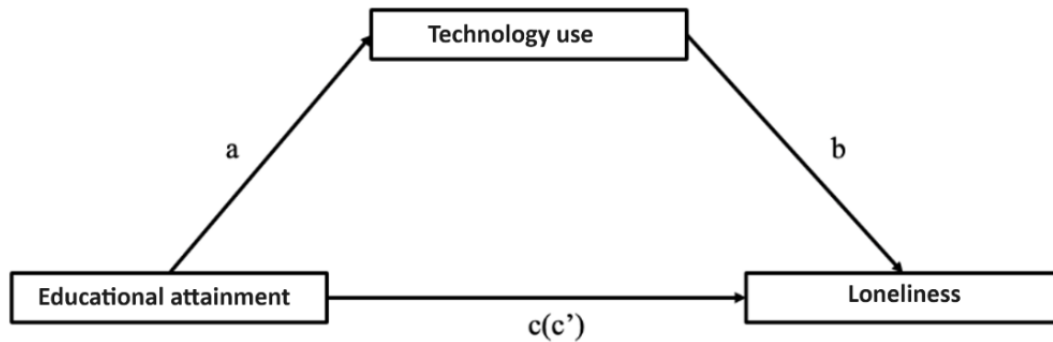 Technology use
a
b
Educational attainment
Loneliness
c(c’)